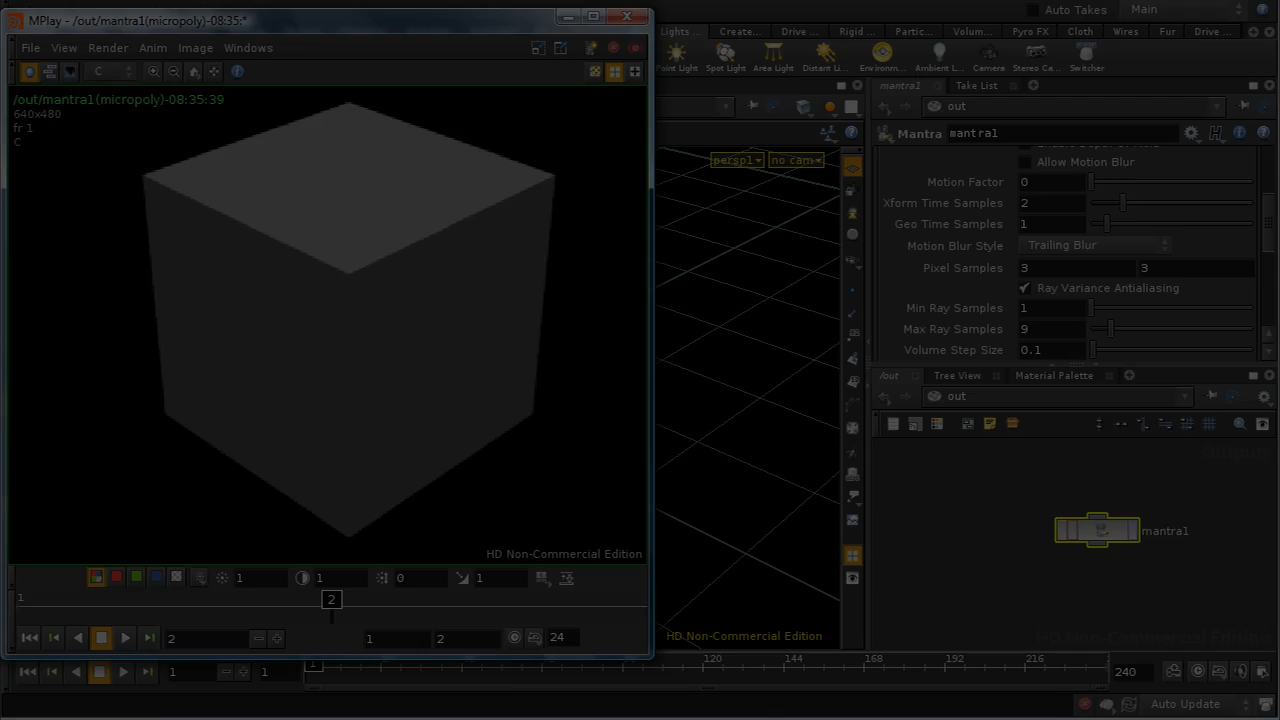 MPlay - /out/mantra1(micropoly)-08:35:*
File View Render Anim Image Windows
C
/out/mantra1(micropoly)-08:35:39
640x480
fr 1
C
HD Non-Commercial Edition
1 1 0 1
1
2
2 1 2 24
Auto Takes Main
Lights ... Create... Drive ... Rigid ... Partic... Volum... Pyro FX Cloth Wires Fur Drive ...
Point Light Spot Light Area Light Distant Li... Environm... Ambient L... Camera Stereo Ca... Switcher
persp1 no cam
HD Non-Commercial Edition
mantra1 Take List
out
Mantra mantra1
Allow Motion Blur
Motion Factor 0
Xform Time Samples 2
Geo Time Samples 1
Motion Blur Style Trailing Blur
Pixel Samples 3 3
Ray Variance Antialiasing
Min Ray Samples 1
Max Ray Samples 9
Volume Step Size 0.1
/out Tree View Material Palette
out
mantra1
HD Non-Commercial Edition
1 1 1 120 144 168 192 216 240
Auto Update